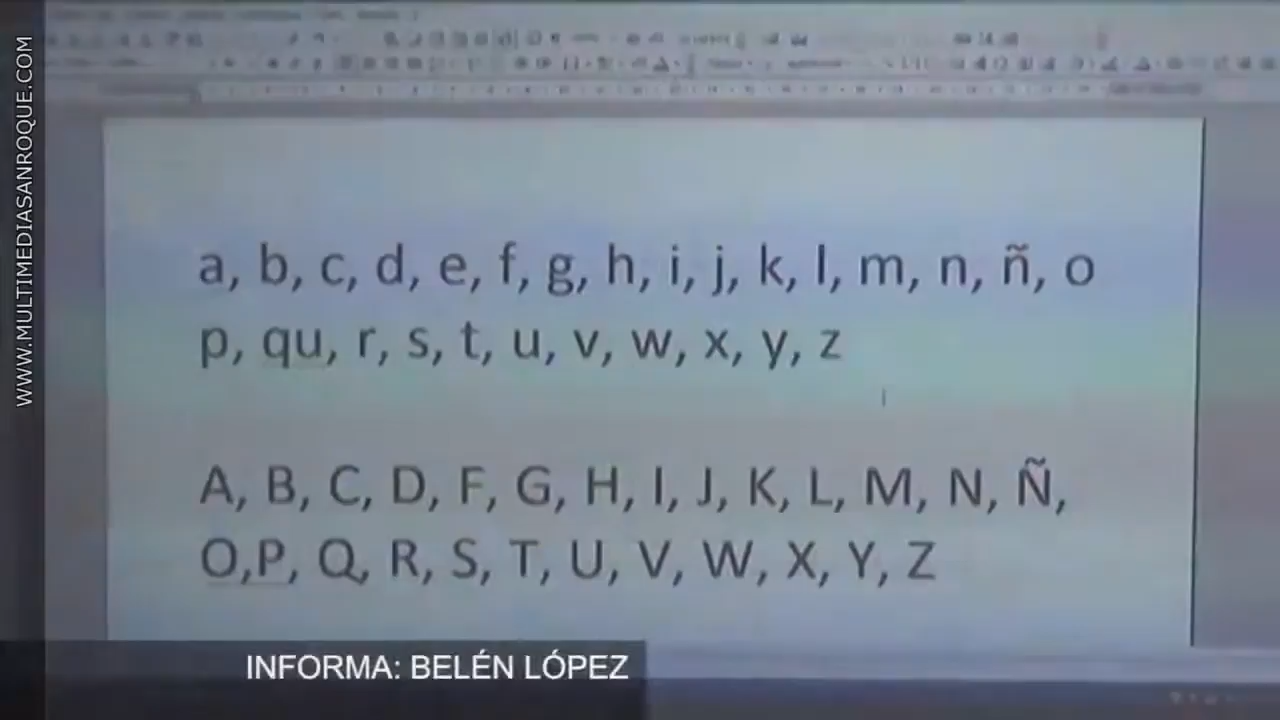 WWW.MULTIMEDIASANROQUE.COM
a, b, c, d, e, f, g, h, i, j, k, l, m, n, ñ, o
p, qu, r, s, t, u, v, w, x, y, z
A, B, C, D, F, G, H, I, J, K, L, M, N, Ñ,
O,P, Q, R, S, T, U, V, W, X, Y, Z
INFORMA: BELÉN LÓPEZ